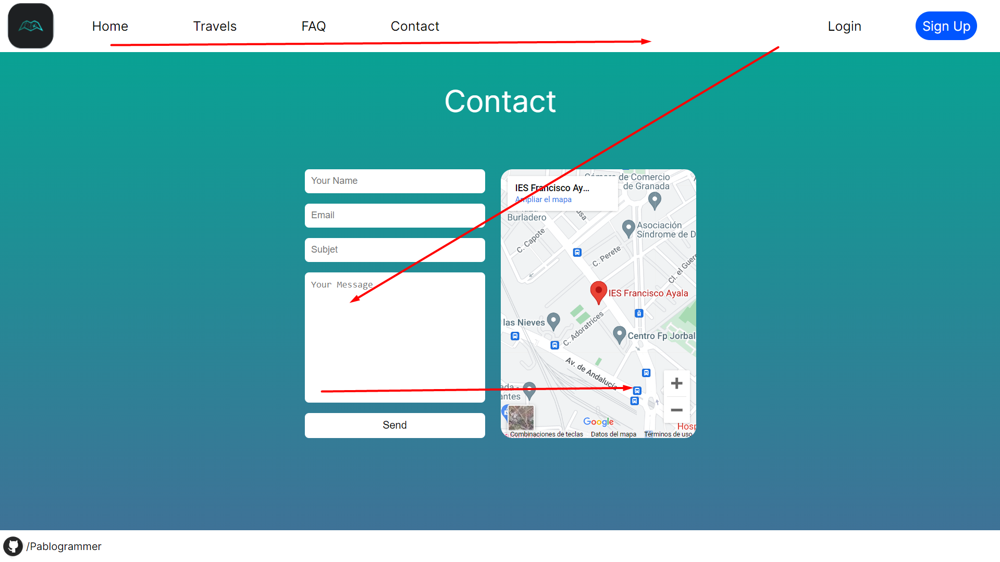 Home Travels FAQ Contact Login Sign Up
Contact
Your Name
Email
Subjet
Your Message
Send
de Comercio
de Granada
IES Francisco Ay...
Ampliar el mapa
Burladero
C. Capote
Asociación
Síndrome de D
C. Perete
Cl. el Guerr
IES Francisco Ayala
las Nieves
C. Adoratrices
Centro Fp Jorbal
Av. de Andalucía
ada -
antes
Google
Hosp
Combinaciones de teclas Datos del mapa Términos de uso
/Pablogrammer